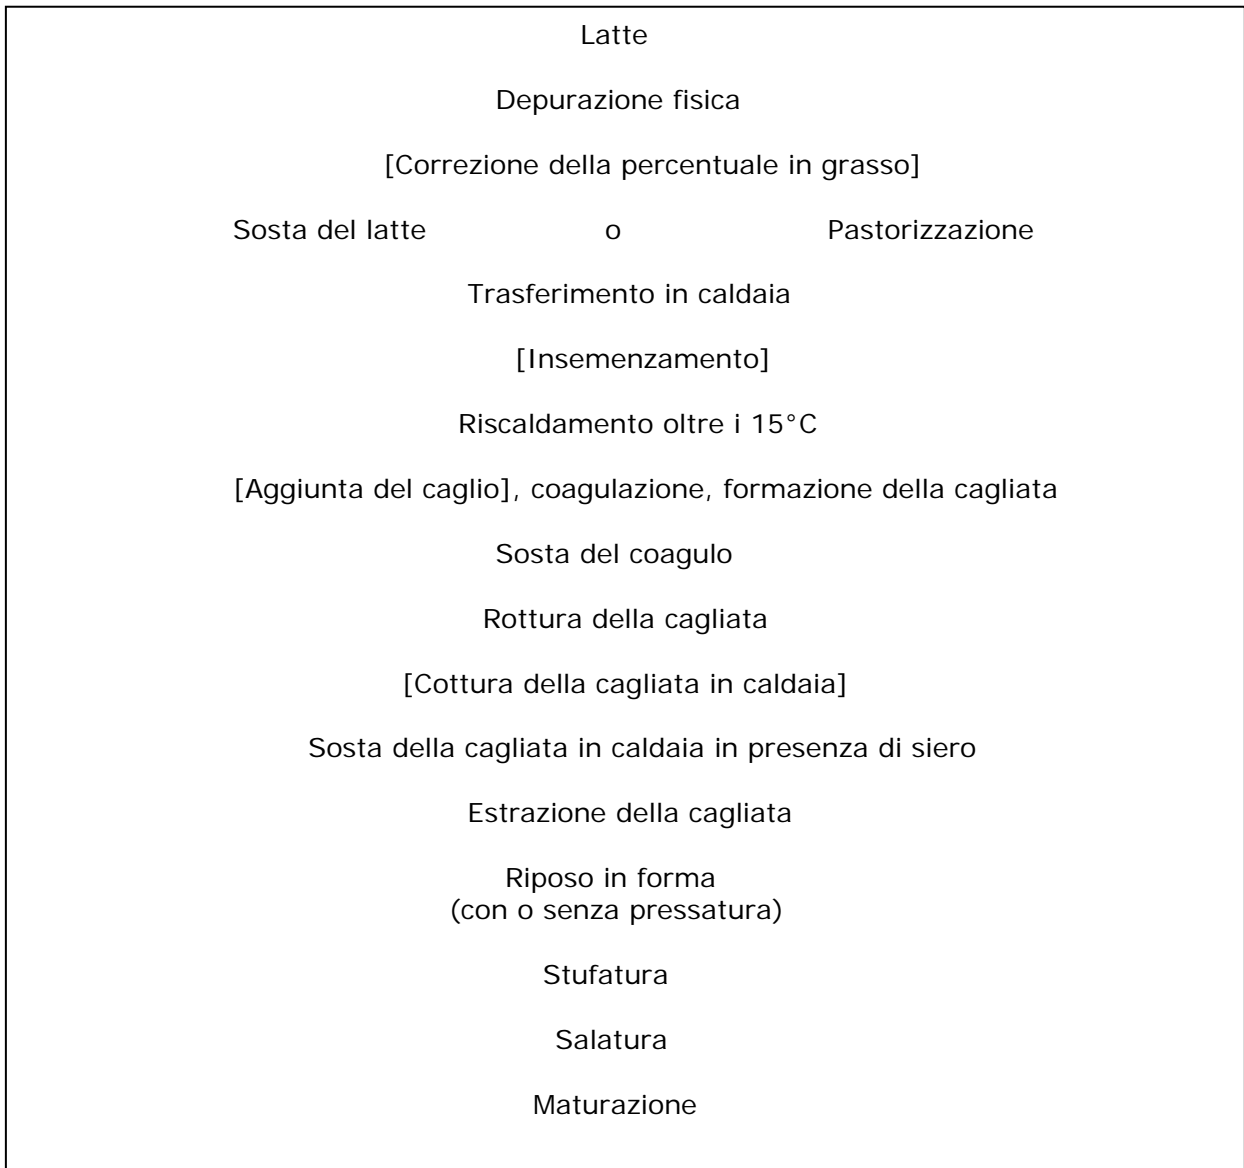 Latte
Depurazione fisica
[Correzione della percentuale in grasso]
Sosta del latte o Pastorizzazione
Trasferimento in caldaia
[Insemenzamento]
Riscaldamento oltre i 15°C
[Aggiunta del caglio], coagulazione, formazione della cagliata
Sosta del coagulo
Rottura della cagliata
[Cottura della cagliata in caldaia]
Sosta della cagliata in caldaia in presenza di siero
Estrazione della cagliata
Riposo in forma
(con o senza pressatura)
Stufatura
Salatura
Maturazione